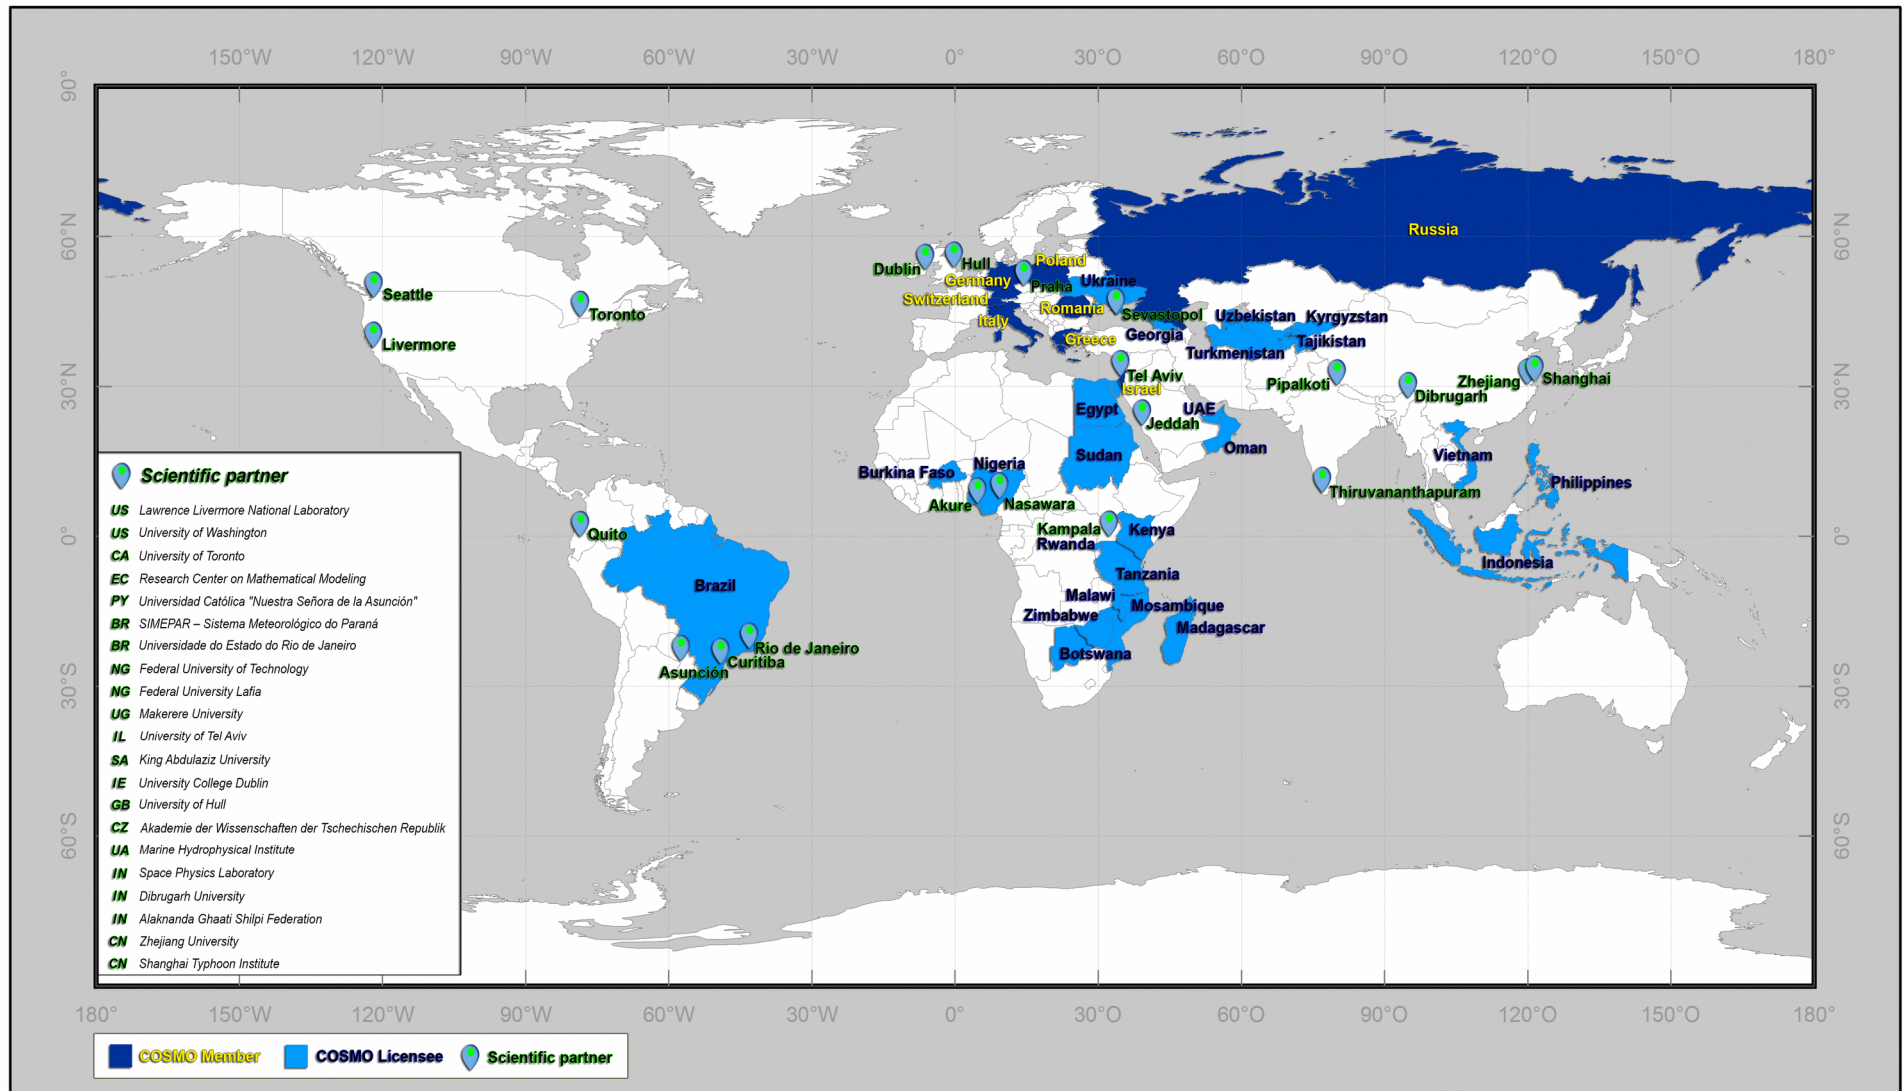 150°W 120°W 90°W 60°W 30°W 0° 30°O 60°O 90°O 120°O 150°O 180°
90°
60°N
30°N
0°
30°S
60°S
60°N
30°N
0°
30°S
60°S
Russia
Dublin
Hull
Poland
Germany
Praha
Ukraine
Switzerland
Romania
Sevastopol
Italy
Greece
Georgia
Uzbekistan
Kyrgyzstan
Turkmenistan
Tajikistan
Seattle
Toronto
Livermore
Tel Aviv
Israel
Pipalkoti
Dibrugarh
Zhejiang
Shanghai
Egypt
Jeddah
UAE
Oman
Sudan
Burkina Faso
Nigeria
Akure
Nasawara
Vietnam
Philippines
Thiruvananthapuram
Quito
Kampala
Kenya
Rwanda
Indonesia
Brazil
Tanzania
Malawi
Mosambique
Zimbabwe
Madagascar
Botswana
Rio de Janeiro
Curitiba
Asunción
Scientific partner
US Lawrence Livermore National Laboratory
US University of Washington
CA University of Toronto
EC Research Center on Mathematical Modeling
PY Universidad Católica "Nuestra Señora de la Asunción"
BR SIMEPAR – Sistema Meteorológico do Paraná
BR Universidade do Estado do Rio de Janeiro
NG Federal University of Technology
NG Federal University Lafia
UG Makerere University
IL University of Tel Aviv
SA King Abdulaziz University
IE University College Dublin
GB University of Hull
CZ Akademie der Wissenschaften der Tschechischen Republik
UA Marine Hydrophysical Institute
IN Space Physics Laboratory
IN Dibrugarh University
IN Alaknanda Ghaati Shilpi Federation
CN Zhejiang University
CN Shanghai Typhoon Institute
180° 150°W 120°W 90°W 60°W 30°W 0° 30°O 60°O 90°O 120°O 150°O 180°
COSMO Member COSMO Licensee Scientific partner